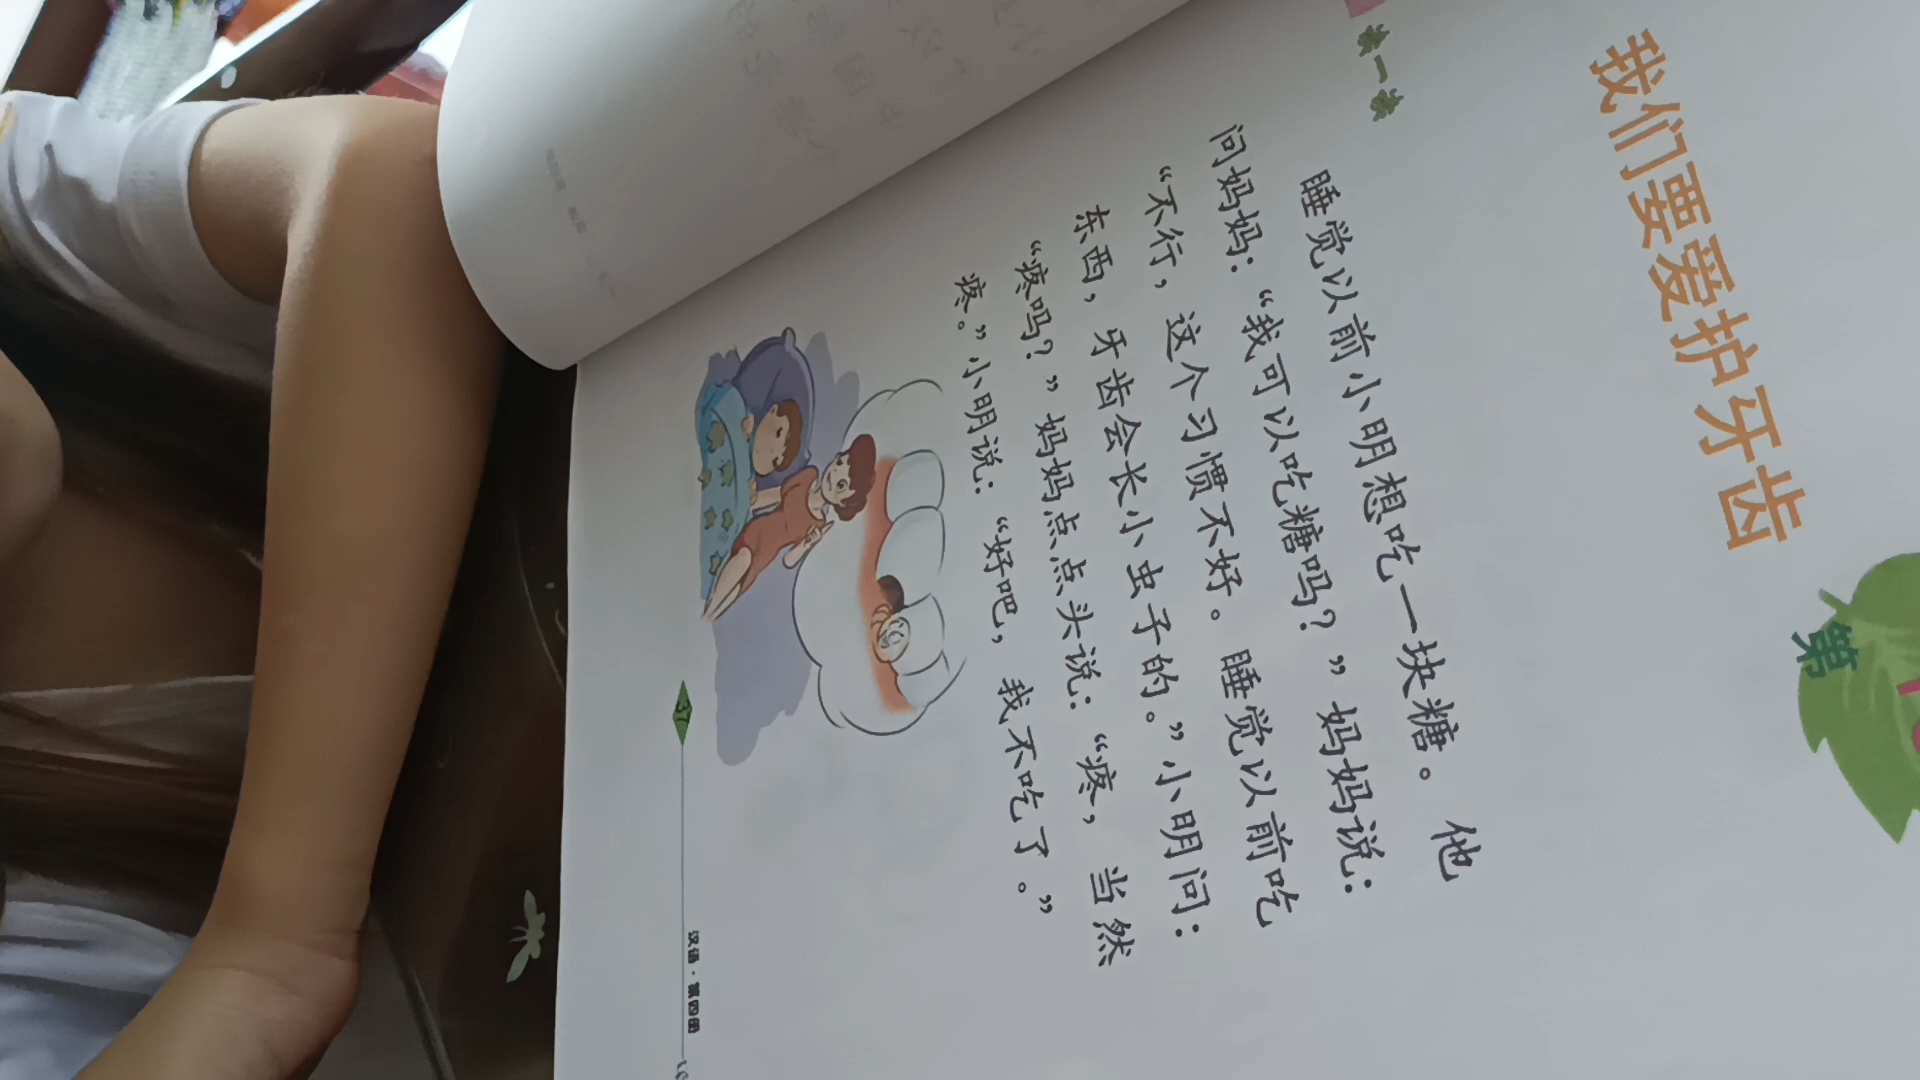 第
我们要爱护牙齿
读一读
睡觉以前小明想吃一块糖。他
问妈妈：“我可以吃糖吗？”妈妈说：
“不行，这个习惯不好。睡觉以前吃
东西，牙齿会长小虫子的。”小明问：
“疼吗？”妈妈点点头说：“疼，当然
疼。”小明说：“好吧，我不吃了。”
37
汉语·第四册